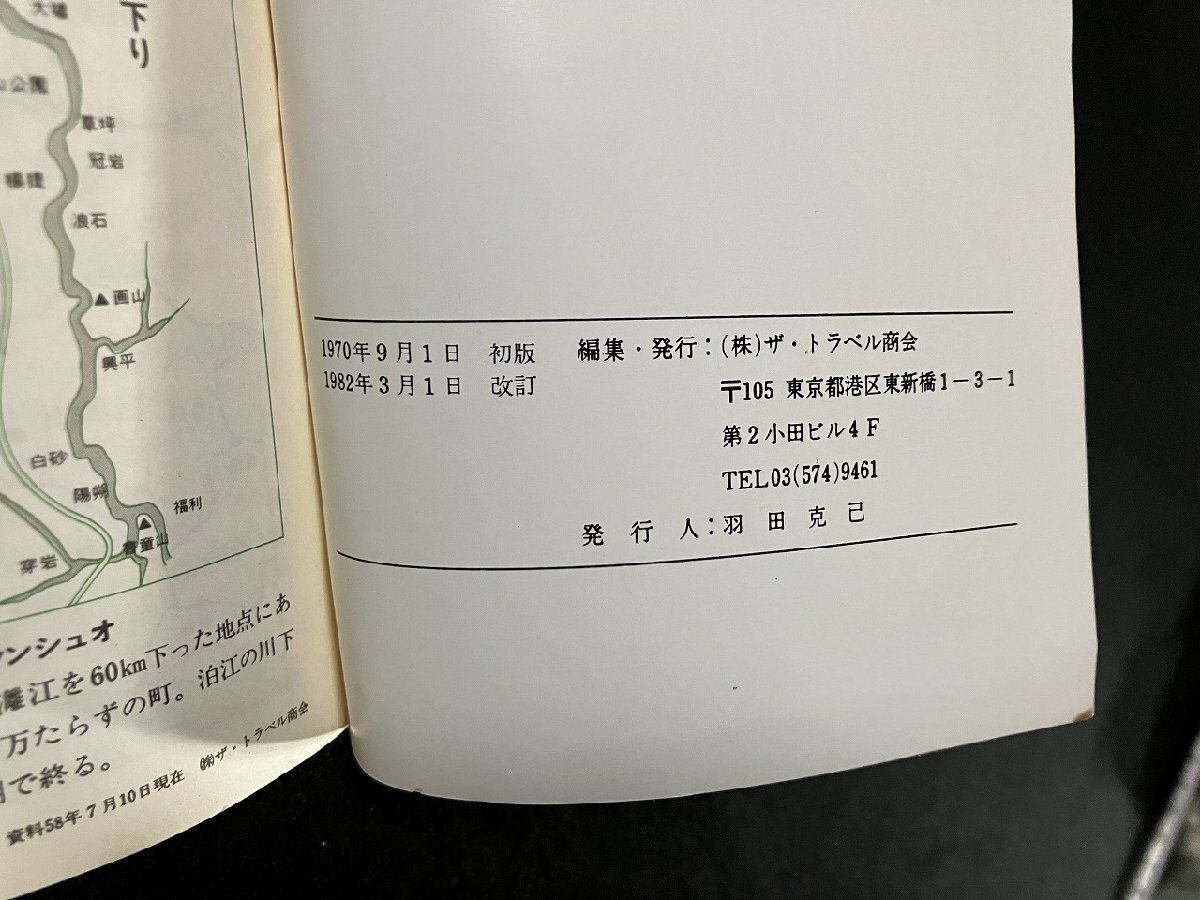 下り
大墟
公園
草坪
冠岩
楊堤
浪石
▲画山
興平
白砂
陽朔
福利
▲
書童山
穿岩
ンシュオ
灕江を60km下った地点にあ
万たらずの町。泊江の川下
で終る。
資料58年7月10日現在 ㈱ザ・トラベル商会
1970年9月1日 初版
1982年3月1日 改訂
編集・発行:(株)ザ・トラベル商会
〒105 東京都港区東新橋1−3−1
第2小田ビル4F
TEL03(574)9461
発行人:羽田克己